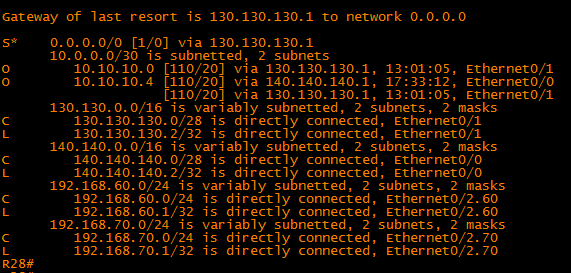 Gateway of last resort is 130.130.130.1 to network 0.0.0.0
S* 0.0.0.0/0 [1/0] via 130.130.130.1
10.0.0.0/30 is subnetted, 2 subnets
O 10.10.10.0 [110/20] via 130.130.130.1, 13:01:05, Ethernet0/1
O 10.10.10.4 [110/20] via 140.140.140.1, 17:33:12, Ethernet0/0
[110/20] via 130.130.130.1, 13:01:05, Ethernet0/1
130.130.0.0/16 is variably subnetted, 2 subnets, 2 masks
C 130.130.130.0/28 is directly connected, Ethernet0/1
L 130.130.130.2/32 is directly connected, Ethernet0/1
140.140.0.0/16 is variably subnetted, 2 subnets, 2 masks
C 140.140.140.0/28 is directly connected, Ethernet0/0
L 140.140.140.2/32 is directly connected, Ethernet0/0
192.168.60.0/24 is variably subnetted, 2 subnets, 2 masks
C 192.168.60.0/24 is directly connected, Ethernet0/2.60
L 192.168.60.1/32 is directly connected, Ethernet0/2.60
192.168.70.0/24 is variably subnetted, 2 subnets, 2 masks
C 192.168.70.0/24 is directly connected, Ethernet0/2.70
L 192.168.70.1/32 is directly connected, Ethernet0/2.70
R28#